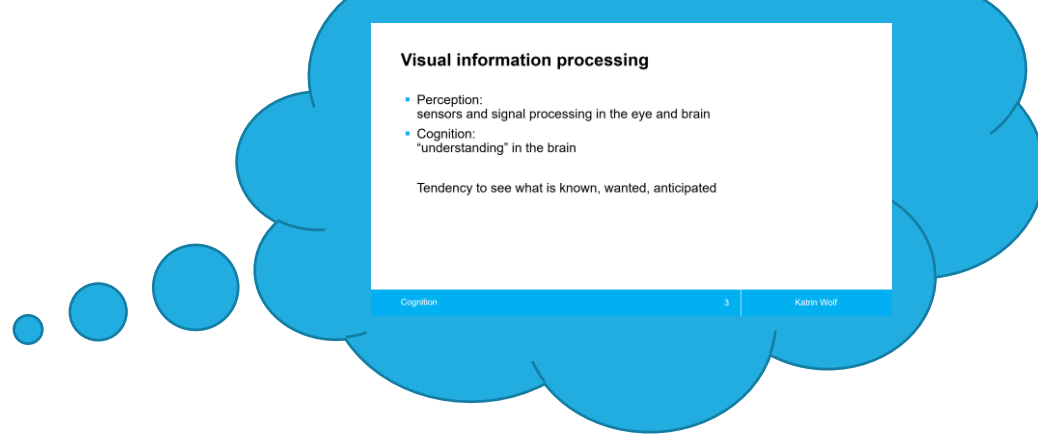 Visual information processing
Perception:
sensors and signal processing in the eye and brain
Cognition:
“understanding” in the brain
Tendency to see what is known, wanted, anticipated
Cognition 3 Katrin Wolf